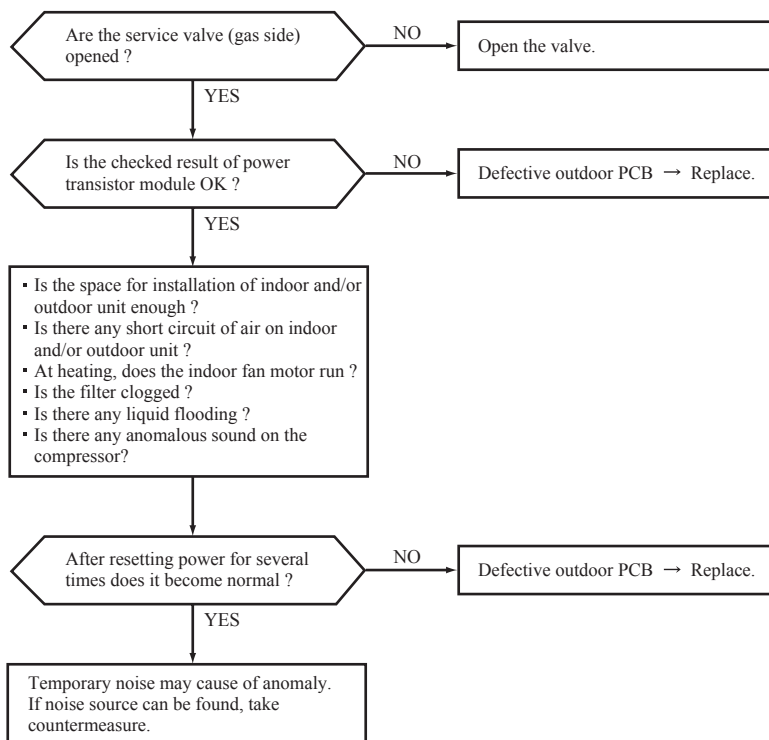 Are the service valve (gas side)
opened ?
NO
Open the valve.
YES
Is the checked result of power
transistor module OK ?
NO
Defective outdoor PCB → Replace.
YES
▪ Is the space for installation of indoor and/or
outdoor unit enough ?
▪ Is there any short circuit of air on indoor
and/or outdoor unit ?
▪ At heating, does the indoor fan motor run ?
▪ Is the filter clogged ?
▪ Is there any liquid flooding ?
▪ Is there any anomalous sound on the
compressor?
After resetting power for several
times does it become normal ?
NO
Defective outdoor PCB → Replace.
YES
Temporary noise may cause of anomaly.
If noise source can be found, take
countermeasure.